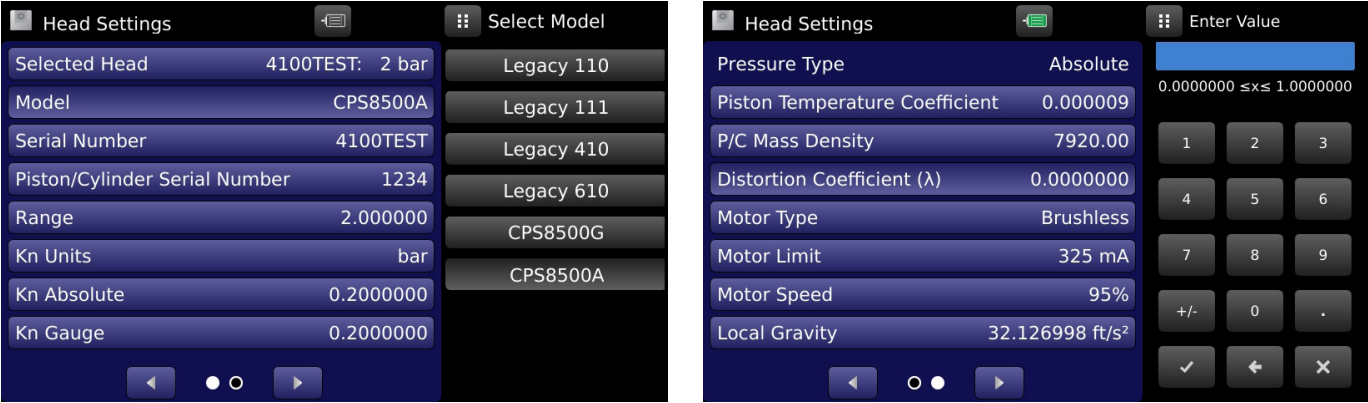 Head Settings
Select Model
Selected Head 4100TEST: 2 bar
Model CPS8500A
Serial Number 4100TEST
Piston/Cylinder Serial Number 1234
Range 2.000000
Kn Units bar
Kn Absolute 0.2000000
Kn Gauge 0.2000000
Legacy 110
Legacy 111
Legacy 410
Legacy 610
CPS8500G
CPS8500A
Head Settings
Enter Value
Pressure Type Absolute
Piston Temperature Coefficient 0.000009
P/C Mass Density 7920.00
Distortion Coefficient (λ) 0.0000000
Motor Type Brushless
Motor Limit 325 mA
Motor Speed 95%
Local Gravity 32.126998 ft/s²
0.0000000 ≤x≤ 1.0000000
1 2 3
4 5 6
7 8 9
+/- 0 .